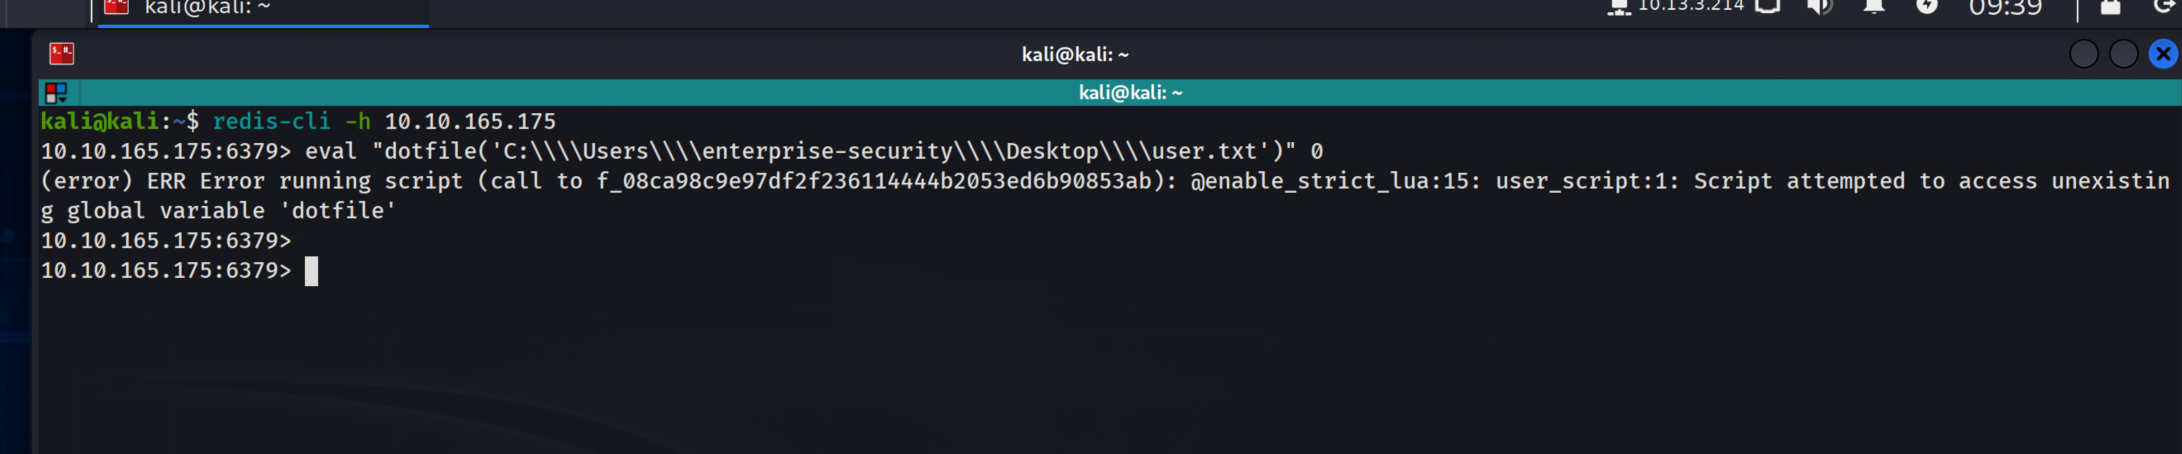 kali@kali: ~
10.13.3.214
09:39
kali@kali: ~
kali@kali: ~
kali@kali:~$ redis-cli -h 10.10.165.175
10.10.165.175:6379> eval "dotfile('C:\\\\Users\\\\enterprise-security\\\\Desktop\\\\user.txt')" 0
(error) ERR Error running script (call to f_08ca98c9e97df2f236114444b2053ed6b90853ab): @enable_strict_lua:15: user_script:1: Script attempted to access unexistin
g global variable 'dotfile'
10.10.165.175:6379>
10.10.165.175:6379>